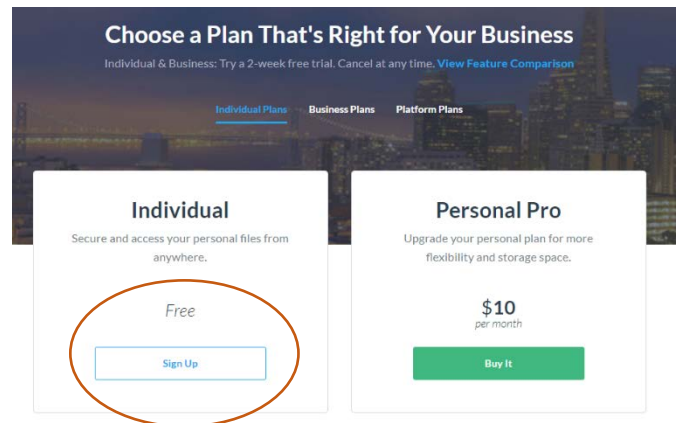 Choose a Plan That's Right for Your Business
Individual & Business: Try a 2-week free trial. Cancel at any time. View Feature Comparison
Individual Plans Business Plans Platform Plans
Individual
Secure and access your personal files from
anywhere.
Free
Sign Up
Personal Pro
Upgrade your personal plan for more
flexibility and storage space.
$10
per month
Buy It